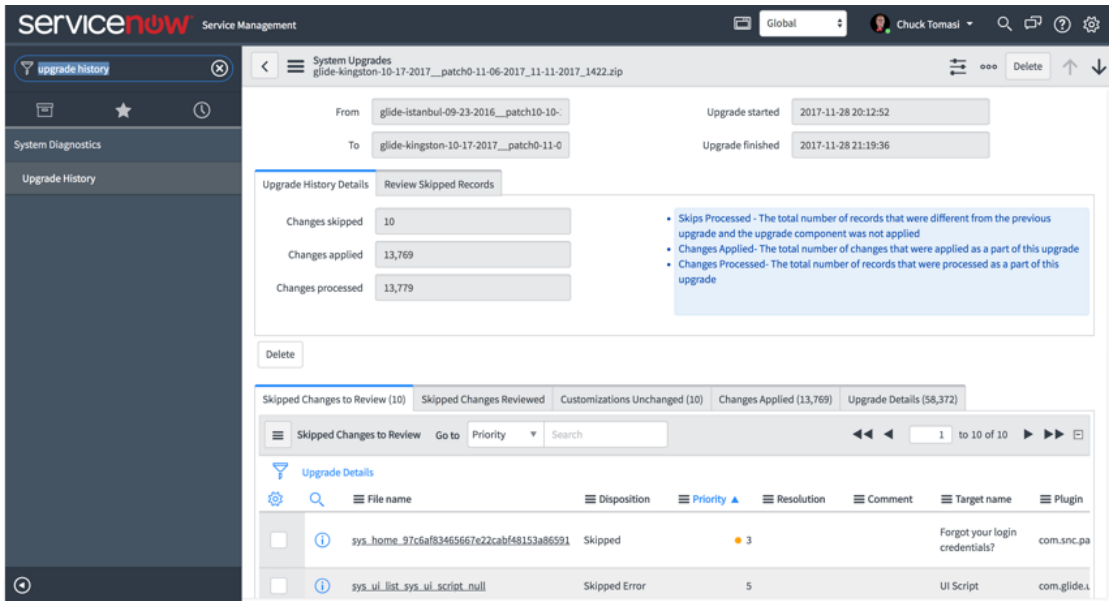 servicenow Service Management
Global
Chuck Tomasi
upgrade history
System Diagnostics
Upgrade History
System Upgrades
glide-kingston-10-17-2017__patch0-11-06-2017_11-11-2017_1422.zip
Delete
From glide-istanbul-09-23-2016__patch10-10-
Upgrade started 2017-11-28 20:12:52
To glide-kingston-10-17-2017__patch0-11-0
Upgrade finished 2017-11-28 21:19:36
Upgrade History Details Review Skipped Records
Changes skipped 10
Changes applied 13,769
Changes processed 13,779
• Skips Processed - The total number of records that were different from the previous
upgrade and the upgrade component was not applied
• Changes Applied- The total number of changes that were applied as a part of this upgrade
• Changes Processed- The total number of records that were processed as a part of this
upgrade
Delete
Skipped Changes to Review (10) Skipped Changes Reviewed Customizations Unchanged (10) Changes Applied (13,769) Upgrade Details (58,372)
Skipped Changes to Review Go to Priority Search 1 to 10 of 10
Upgrade Details
File name Disposition Priority Resolution Comment Target name Plugin
sys_home_97c6af83465667e22cabf48153a86591 Skipped 3 Forgot your login
credentials? com.snc.pa
sys_ui_list_sys_ui_script_null Skipped Error 5 UI Script com.glide.u